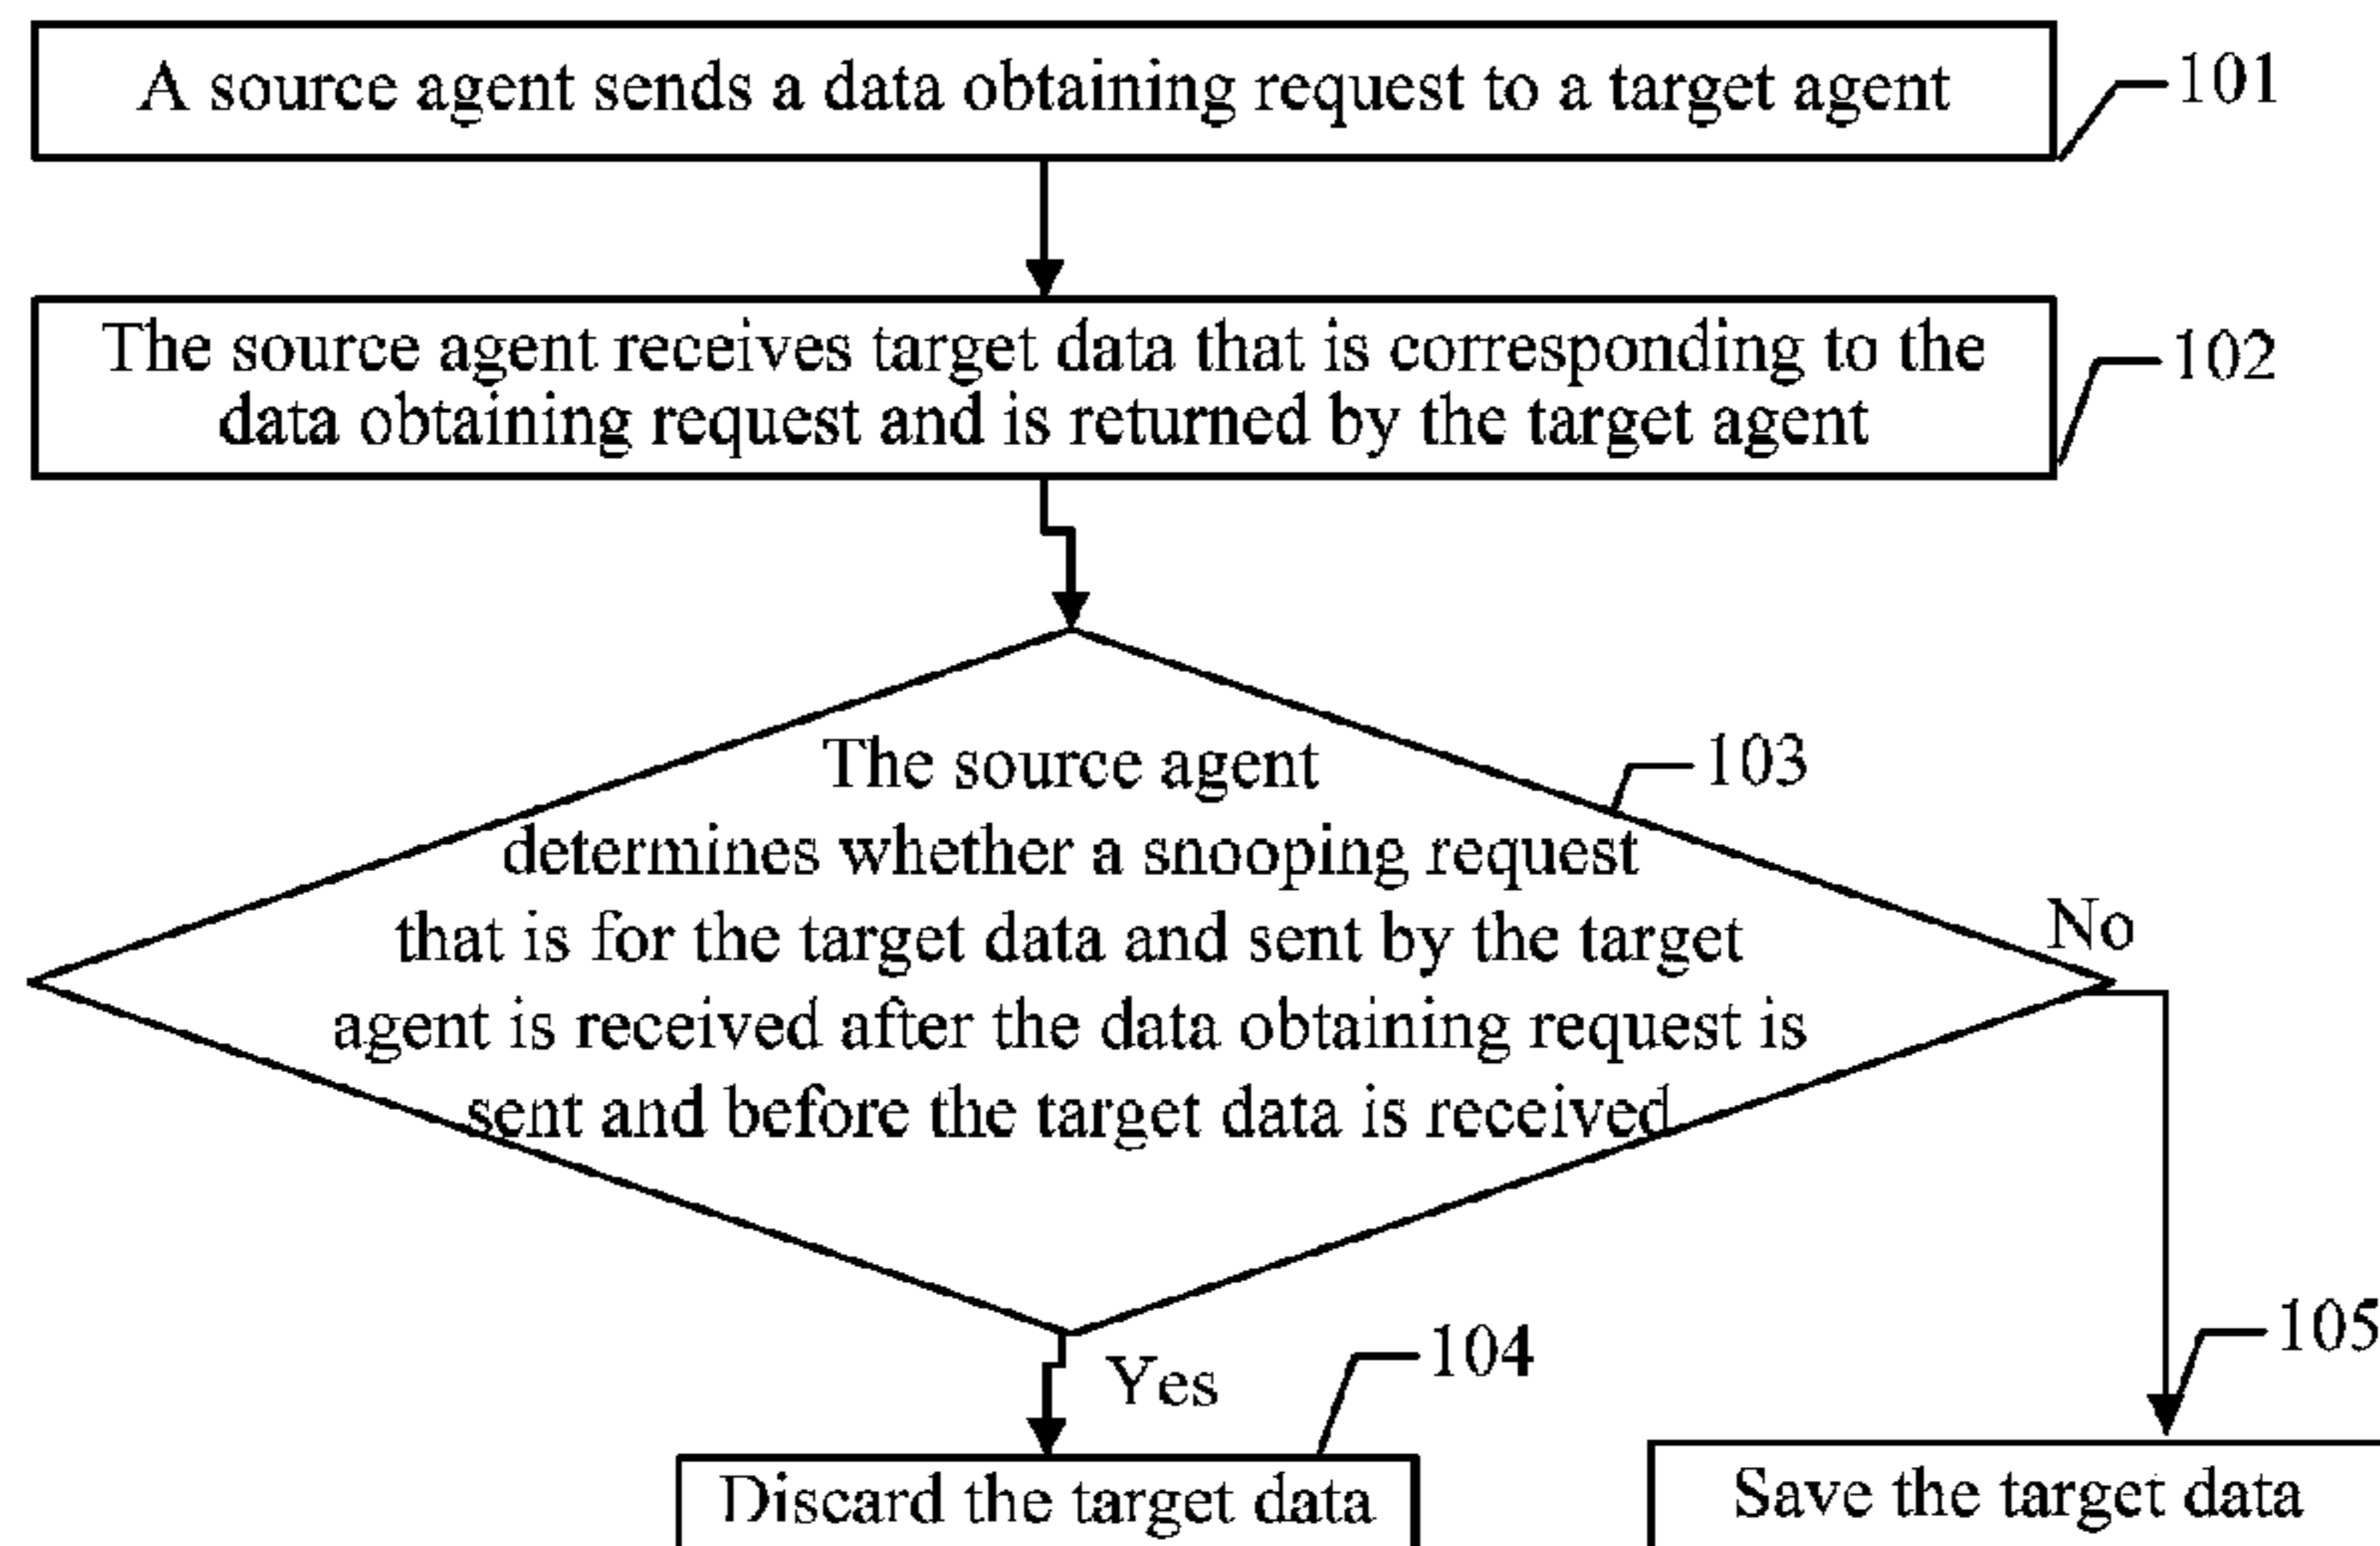 A source agent sends a data obtaining request to a target agent
101
The source agent receives target data that is corresponding to the
data obtaining request and is returned by the target agent
102
The source agent
determines whether a snooping request
that is for the target data and sent by the target
agent is received after the data obtaining request is
sent and before the target data is received
103
No
Yes
104
105
Discard the target data
Save the target data